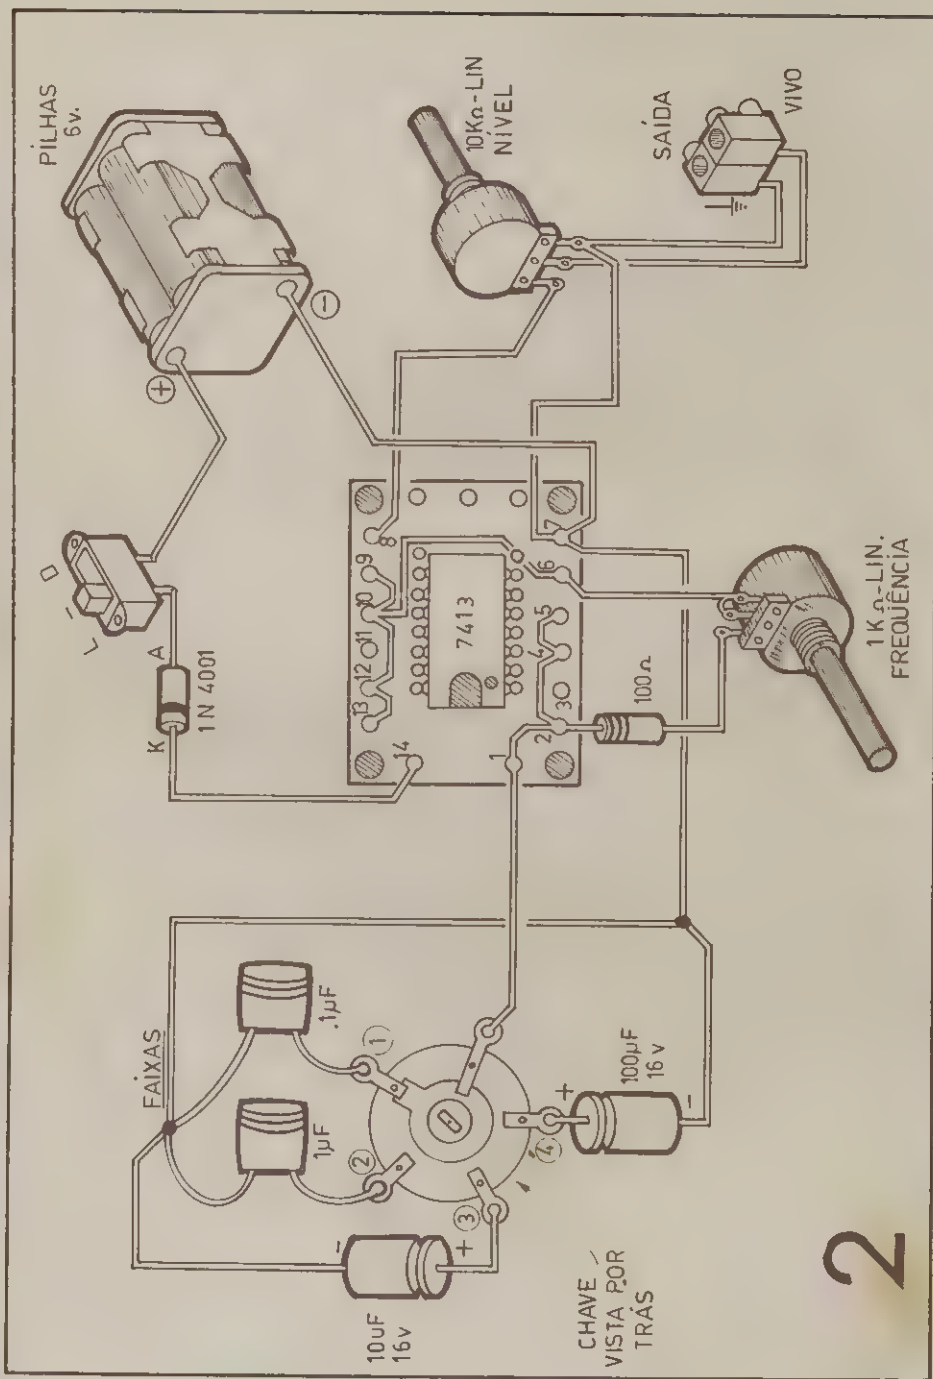 FAIXAS
10uF
16v
-
+
1µF
.1µF
1
2
3
4
CHAVE
VISTA POR
TRÁS
+
-
100µF
16v
K
A
1N 4001
L
D
PILHAS
6v.
+
-
14
13
12
11
10
9
8
7413
1
2
3
4
5
6
7
100Ω
1KΩ-LIN.
FREQUÊNCIA
10KΩ-LIN
NÍVEL
SAÍDA
VIVO
2